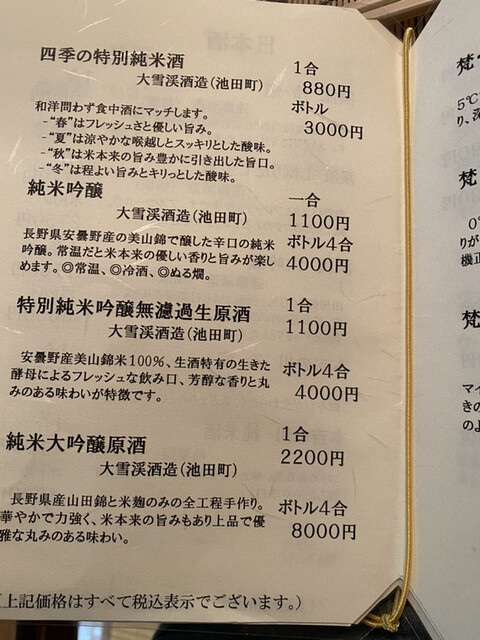 四季の特別純米酒 1合
大雪渓酒造(池田町) 880円
和洋問わず食中酒にマッチします。 ボトル
-“春”はフレッシュさと優しい旨み。 3000円
-“夏”は涼やかな喉越しとスッキリとした酸味。
-“秋”は米本来の旨み豊かに引き出した旨口。
-“冬”は程よい旨みとキリっとした酸味。
純米吟醸 一合
大雪渓酒造(池田町) 1100円
長野県安曇野産の美山錦で醸した辛口の純米 ボトル4合
吟醸。常温だと米本来の優しい香りと旨みが楽し 4000円
めます。◎常温、◎冷酒、◎ぬる燗。
特別純米吟醸無濾過生原酒 1合
大雪渓酒造(池田町) 1100円
安曇野産美山錦米100%、生酒特有の生きた ボトル4合
酵母によるフレッシュな飲み口、芳醇な香りと丸 4000円
みのある味わいが特徴です。
純米大吟醸原酒 1合
大雪渓酒造(池田町) 2200円
長野県産山田錦と米麹のみの全工程手作り。 ボトル4合
華やかで力強く、米本来の旨みもあり上品で優 8000円
雅な丸みのある味わい。
上記価格はすべて税込表示でございます。)
梵
5℃
り、
梵
0°
りが
機正
梵
マイ
きの
のよ